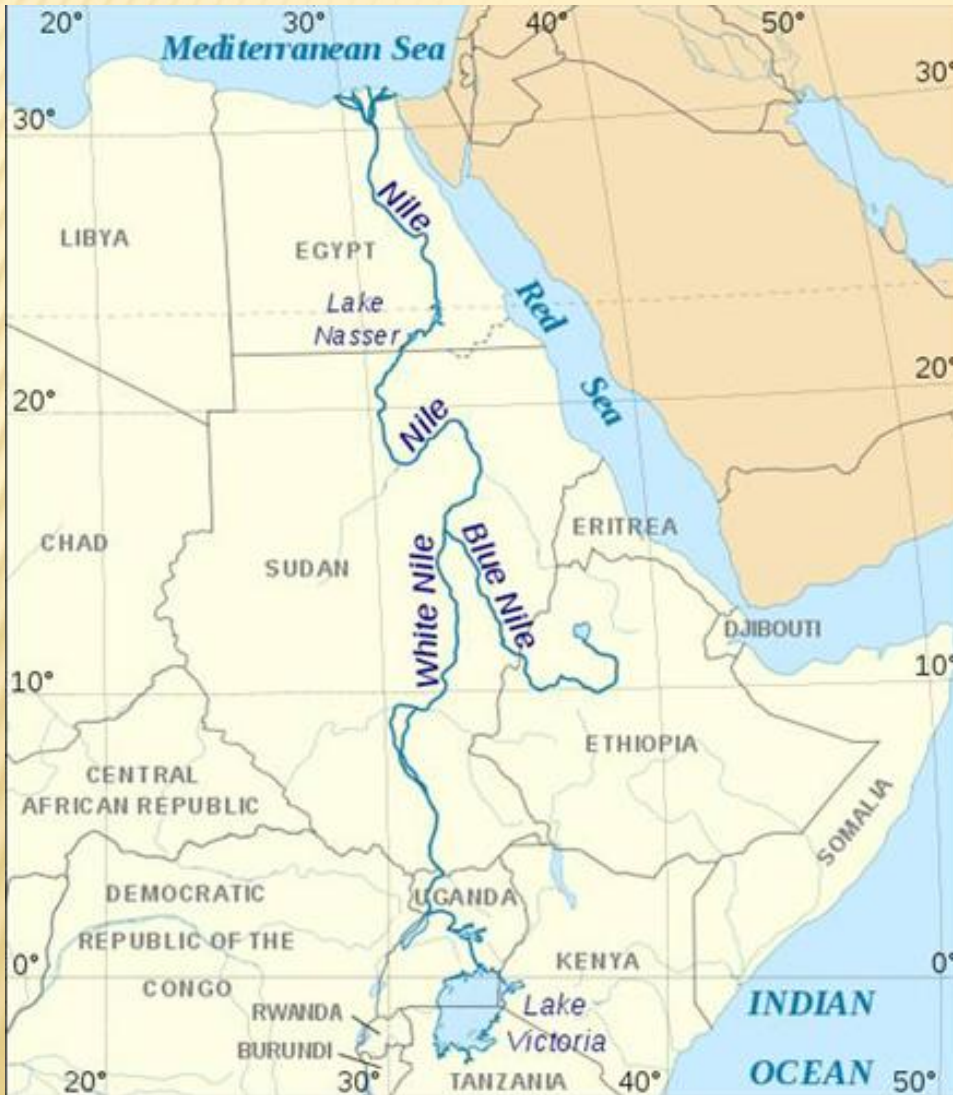 20°
30°
40°
50°
Mediterranean Sea
30°
30°
Nile
LIBYA
EGYPT
Lake
Nasser
Red
Sea
20°
20°
Nile
CHAD
SUDAN
White Nile
Blue Nile
ERITREA
DJIBOUTI
10°
10°
ETHIOPIA
CENTRAL
AFRICAN REPUBLIC
SOMALIA
DEMOCRATIC
REPUBLIC OF THE
CONGO
UGANDA
KENYA
0°
0°
RWANDA
BURUNDI
Lake
Victoria
TANZANIA
INDIAN
OCEAN
20°
30°
40°
50°